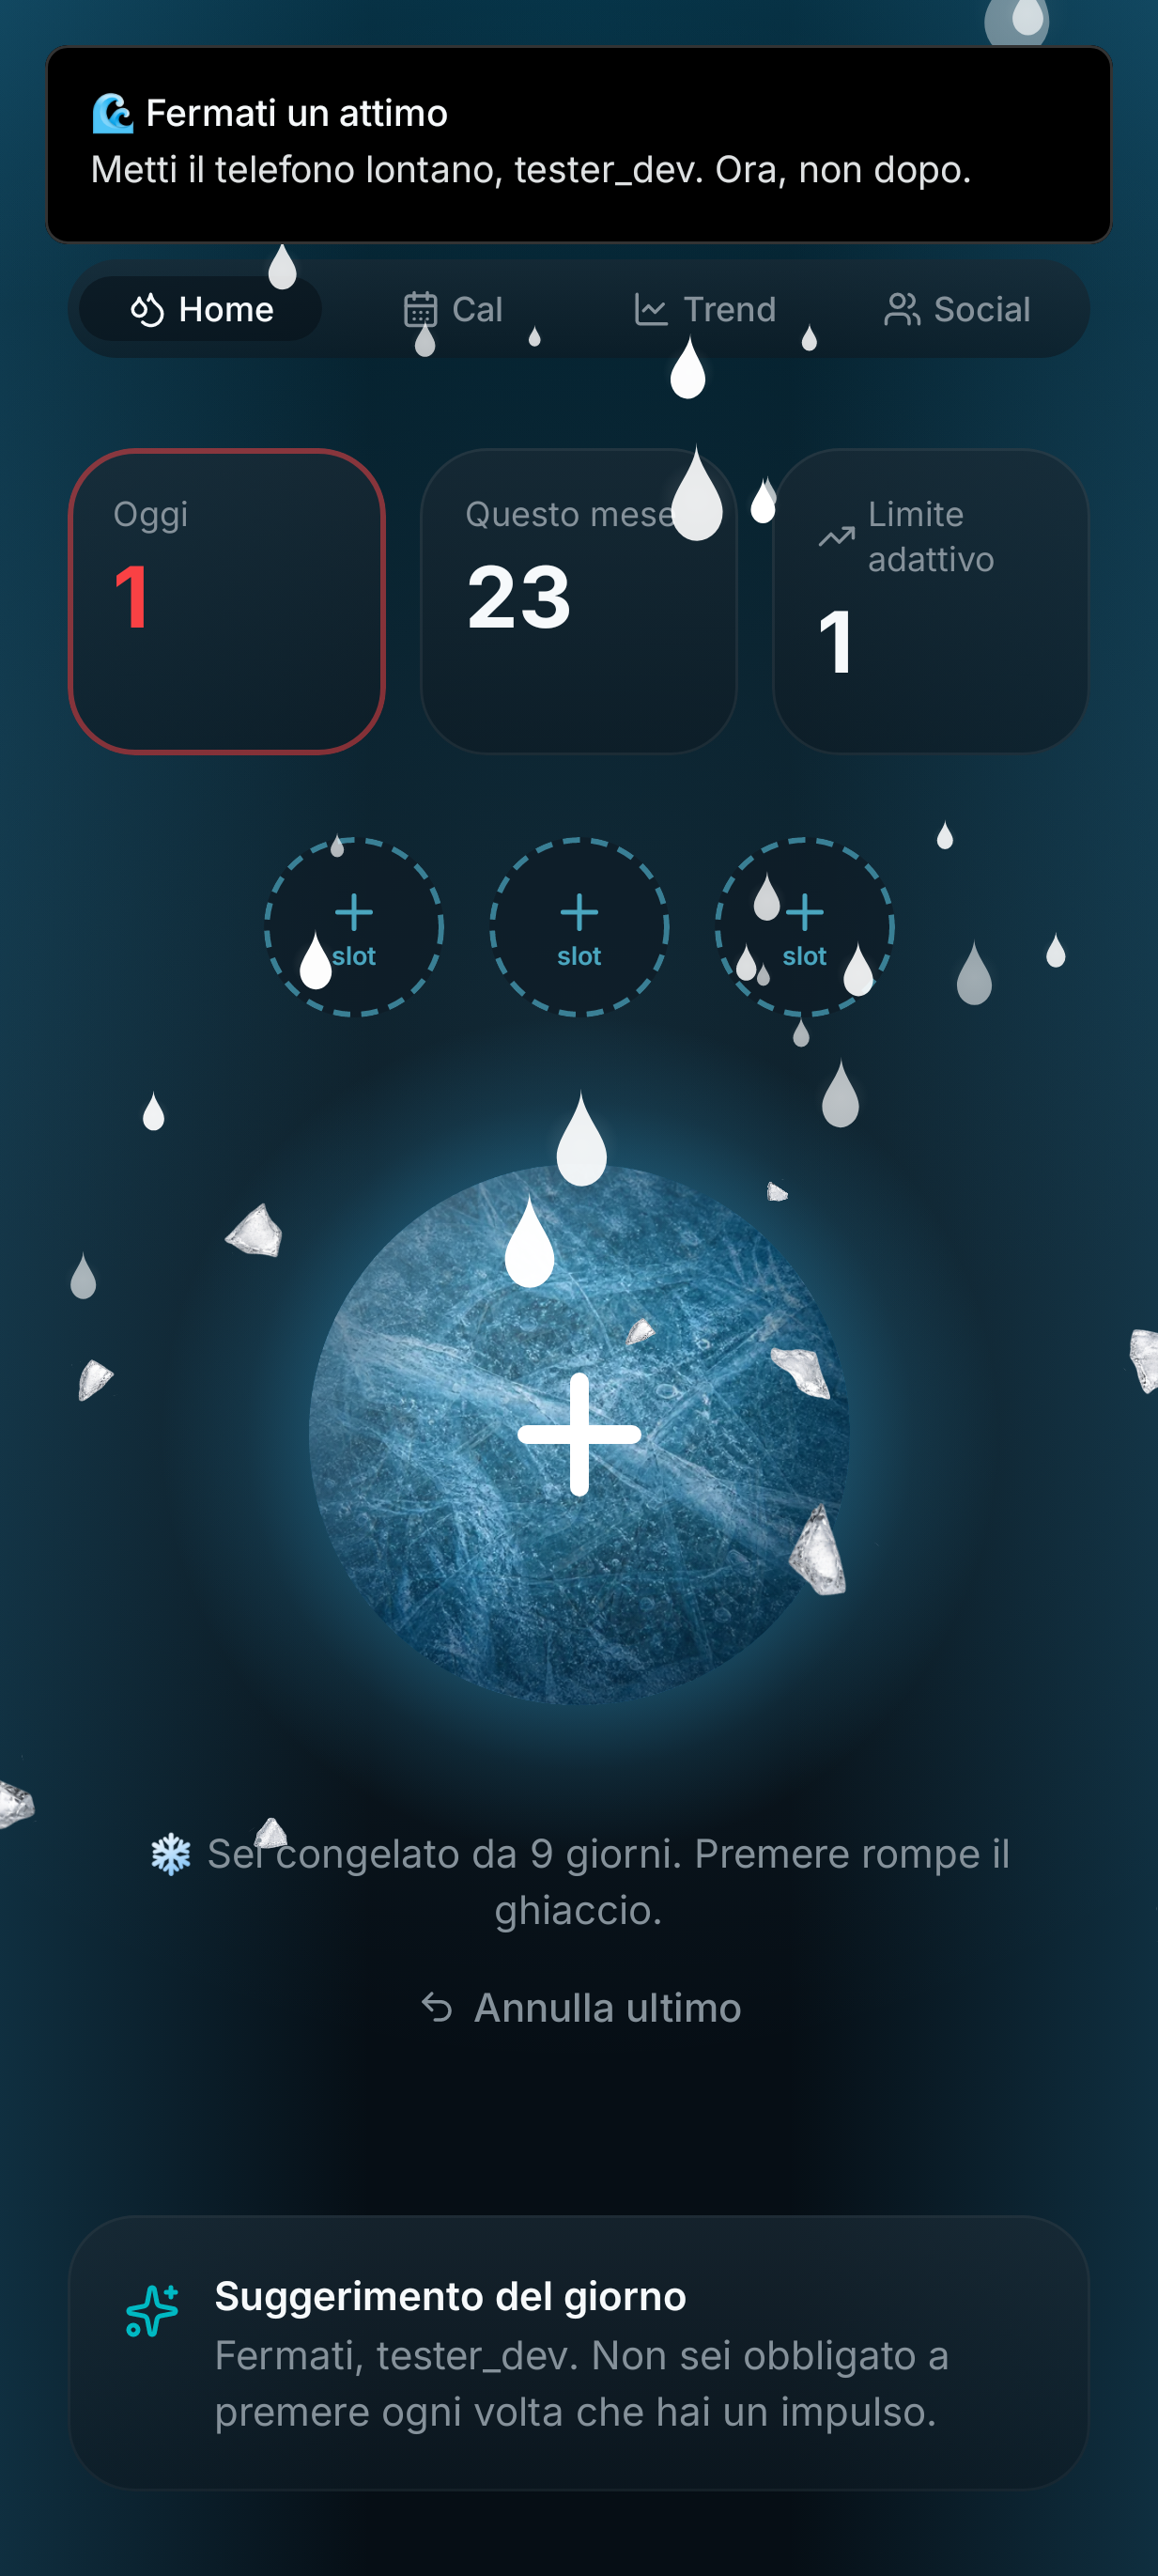 🌊 Fermati un attimo
Metti il telefono lontano, tester_dev. Ora, non dopo.
Home
Cal
Trend
Social
Oggi
1
Questo mese
23
Limite
adattivo
1
slot
slot
slot
❄️ Sei congelato da 9 giorni. Premere rompe il
ghiaccio.
Annulla ultimo
Suggerimento del giorno
Fermati, tester_dev. Non sei obbligato a
premere ogni volta che hai un impulso.